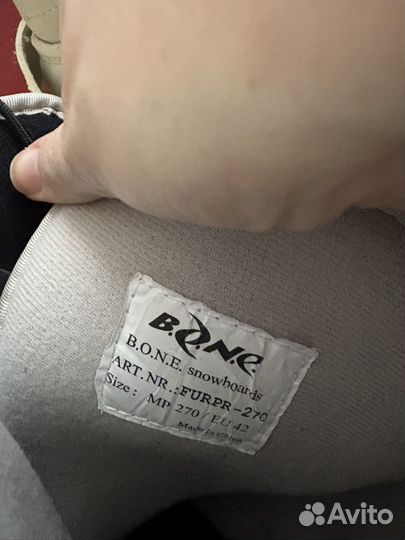 B.O.N.E.
B.O.N.E. snowboards
ART. NR.:FURPR-270
Size: MP 270 / EU 42
Made in China
Avito